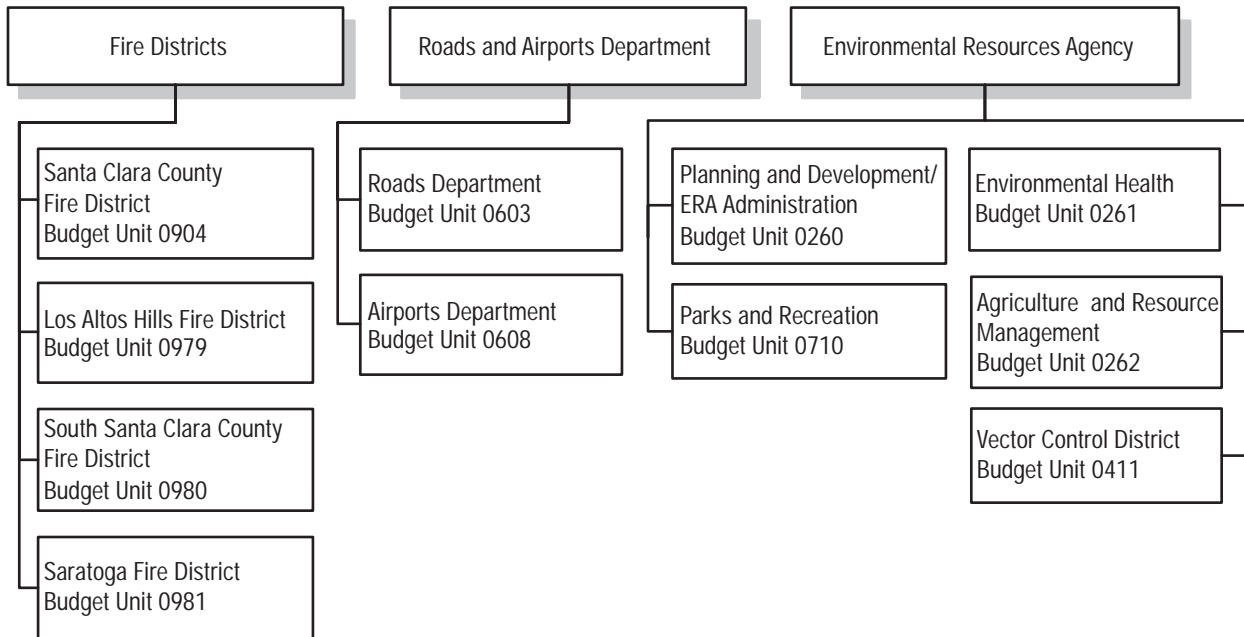 Fire Districts
Santa Clara County
Fire District
Budget Unit 0904
Los Altos Hills Fire District
Budget Unit 0979
South Santa Clara County
Fire District
Budget Unit 0980
Saratoga Fire District
Budget Unit 0981
Roads and Airports Department
Roads Department
Budget Unit 0603
Airports Department
Budget Unit 0608
Environmental Resources Agency
Planning and Development/
ERA Administration
Budget Unit 0260
Parks and Recreation
Budget Unit 0710
Environmental Health
Budget Unit 0261
Agriculture and Resource
Management
Budget Unit 0262
Vector Control District
Budget Unit 0411